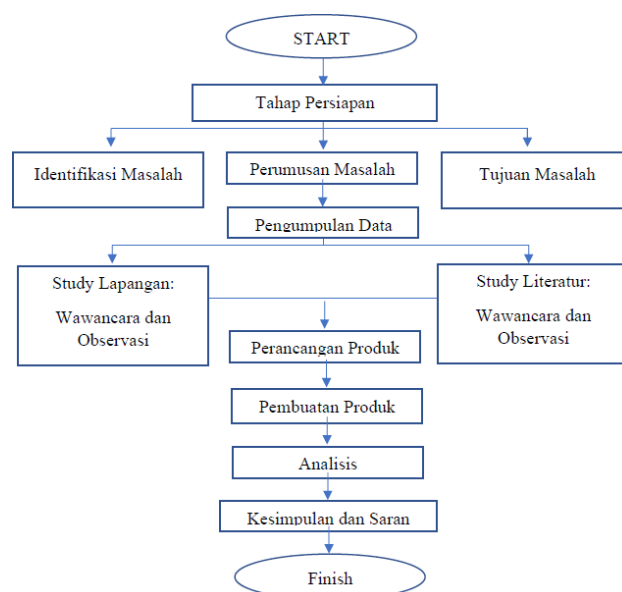 START
Tahap Persiapan
Identifikasi Masalah
Perumusan Masalah
Tujuan Masalah
Pengumpulan Data
Study Lapangan:
Wawancara dan
Observasi
Study Literatur:
Wawancara dan
Observasi
Perancangan Produk
Pembuatan Produk
Analisis
Kesimpulan dan Saran
Finish